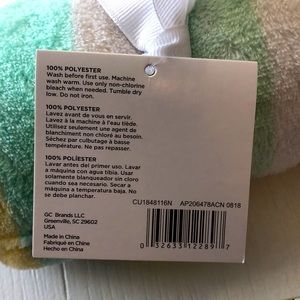 100% POLYESTER
Wash before first use. Machine
wash warm. Use only non-chlorine
bleach when needed. Tumble dry
low. Do not iron.
100% POLYESTER
Lavez avant de vous en servir.
Lavez à la machine à l'eau tiède.
Utilisez seulement une agent de
blanchiment non chloré au besoin.
Séchez par culbutage à basse
température. Ne pas repasser.
100% POLIÉSTER
Lavar antes del primer uso. Lavar a
máquina con agua tibia. Usar
solamente blanqueador sin cloro
cuando sea necesario. Secar a
máquina a temperatura baja. No
se debe planchar.
CU1848116N AP206478ACN 0818
GC Brands LLC
Greenville, SC 29602
USA
Made in China
Fabriqué en Chine
Hecho en China
0 32633 12289 7